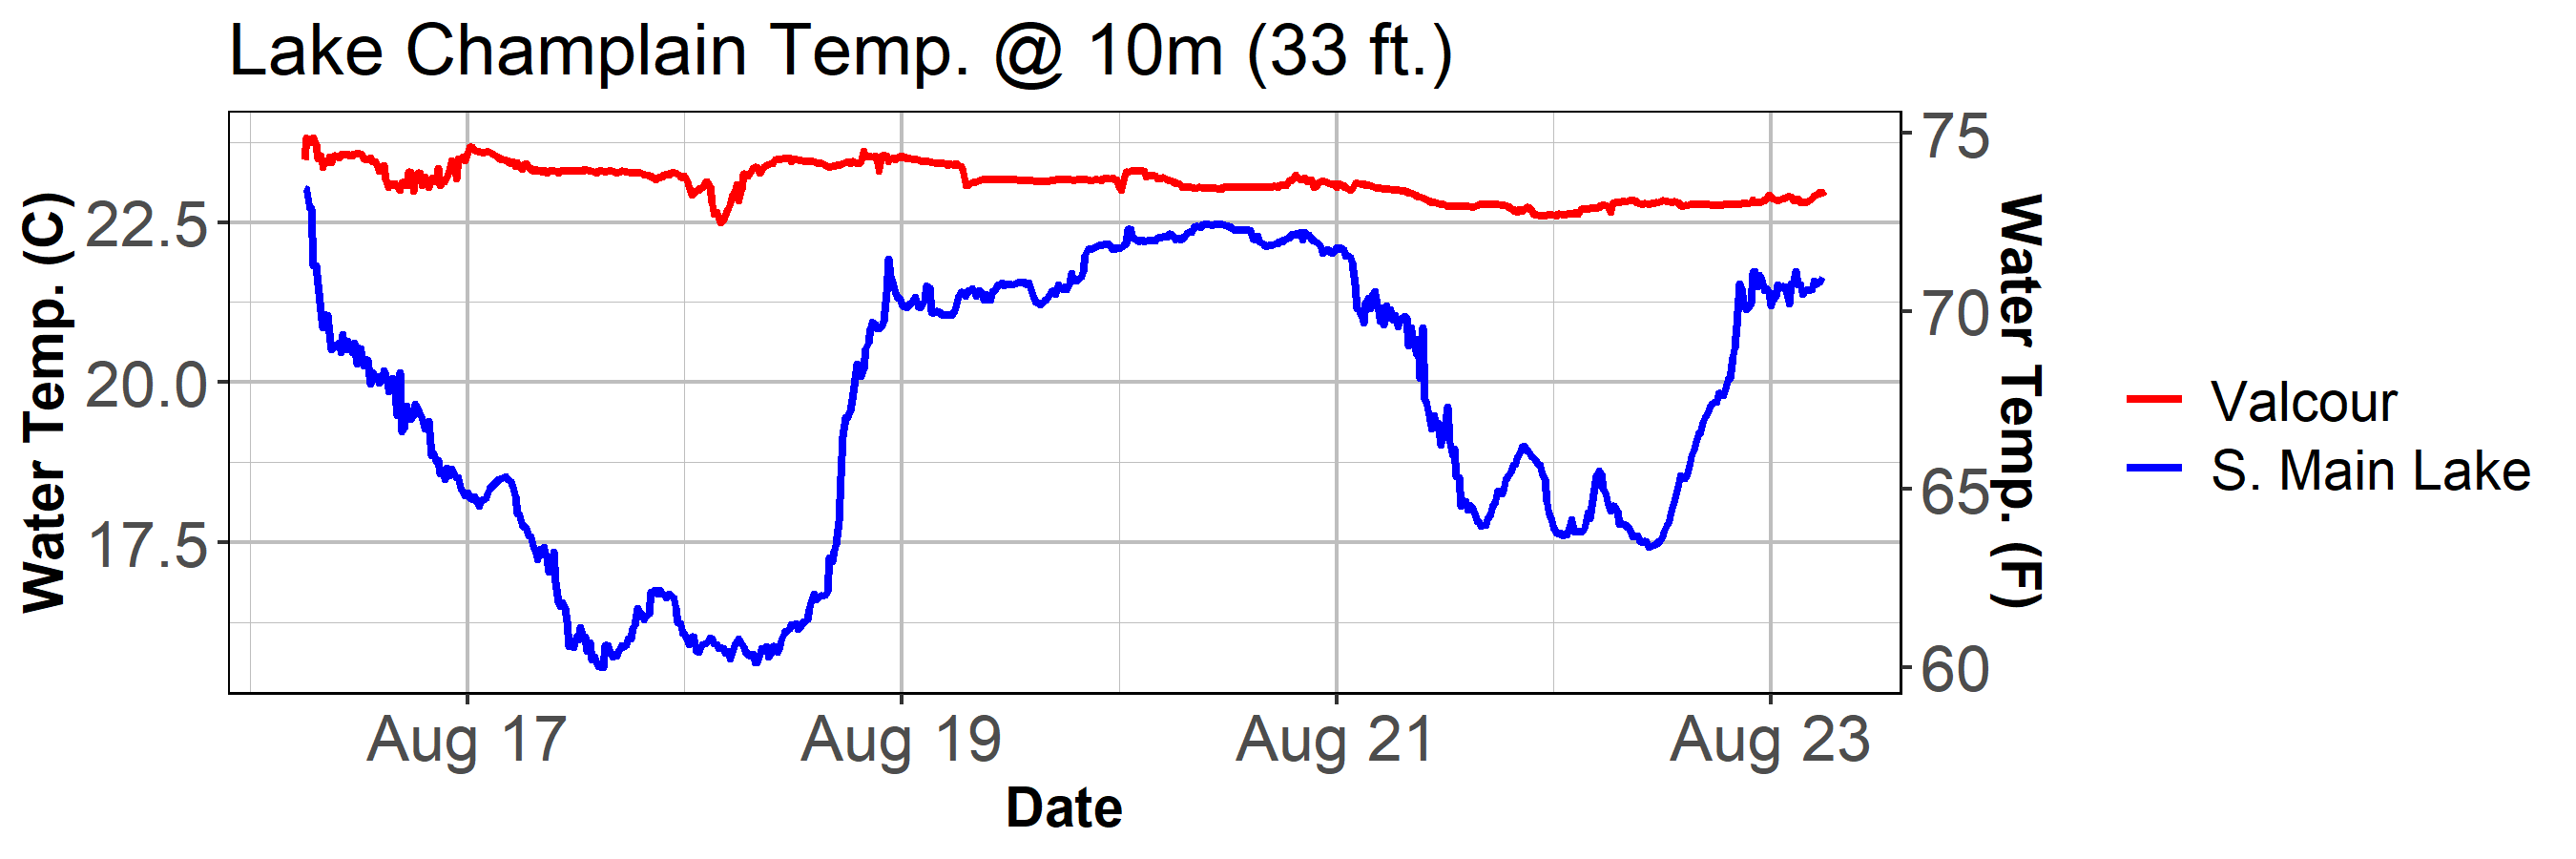 Lake Champlain Temp. @ 10m (33 ft.)
Water Temp. (C)
22.5
20.0
17.5
75
70
65
60
Water Temp. (F)
Aug 17
Aug 19
Aug 21
Aug 23
Date
Valcour
S. Main Lake